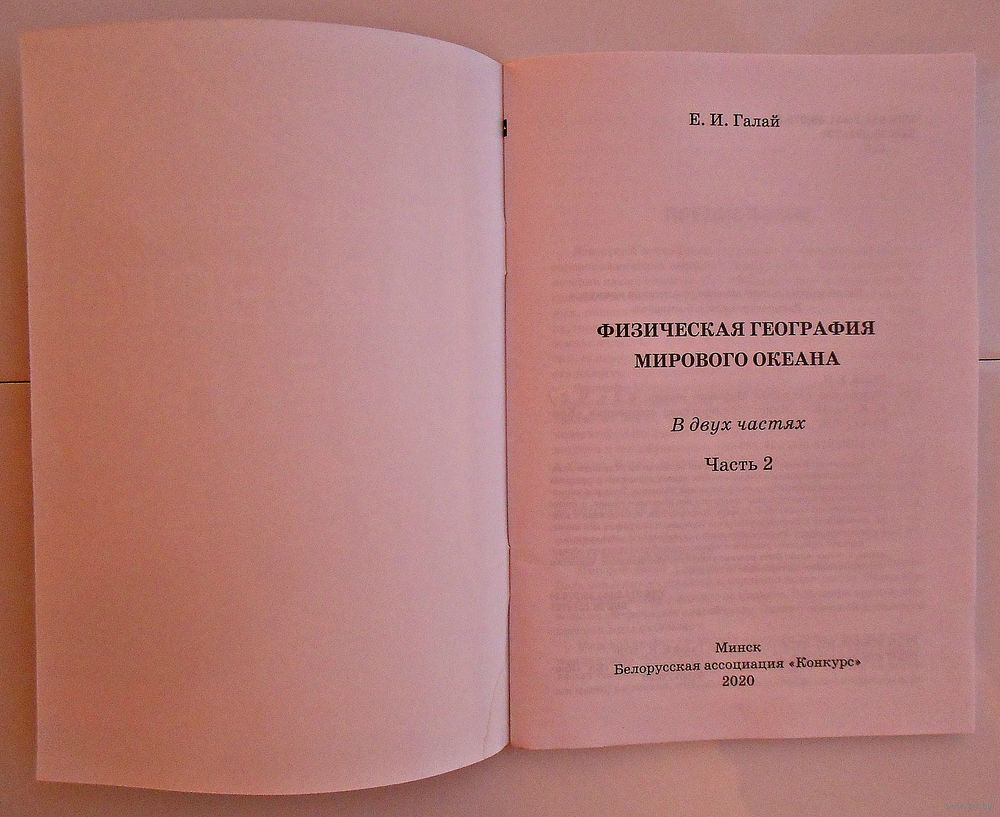 Е. И. Галай
ФИЗИЧЕСКАЯ ГЕОГРАФИЯ
МИРОВОГО ОКЕАНА
В двух частях
Часть 2
Минск
Белорусская ассоциация «Конкурс»
2020